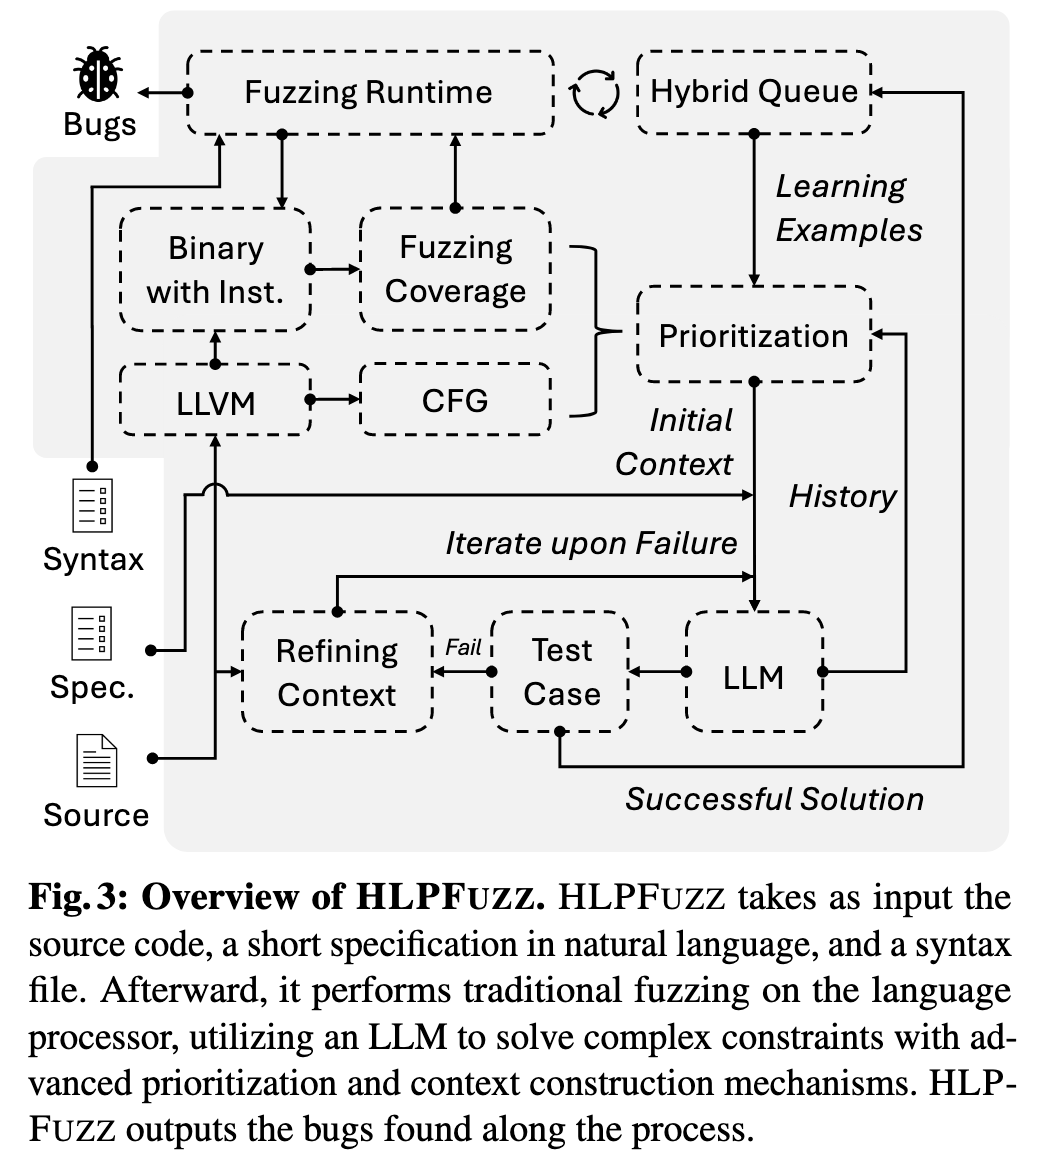 Fuzzing Runtime
Hybrid Queue
Bugs
Learning
Examples
Binary
with Inst.
Fuzzing
Coverage
Prioritization
LLVM
CFG
Initial
Context
History
Syntax
Iterate upon Failure
Refining
Context
Fail
Test
Case
LLM
Spec.
Source
Successful Solution
Fig. 3: Overview of HLPFUZZ. HLPFUZZ takes as input the
source code, a short specification in natural language, and a syntax
file. Afterward, it performs traditional fuzzing on the language
processor, utilizing an LLM to solve complex constraints with ad-
vanced prioritization and context construction mechanisms. HLP-
FUZZ outputs the bugs found along the process.